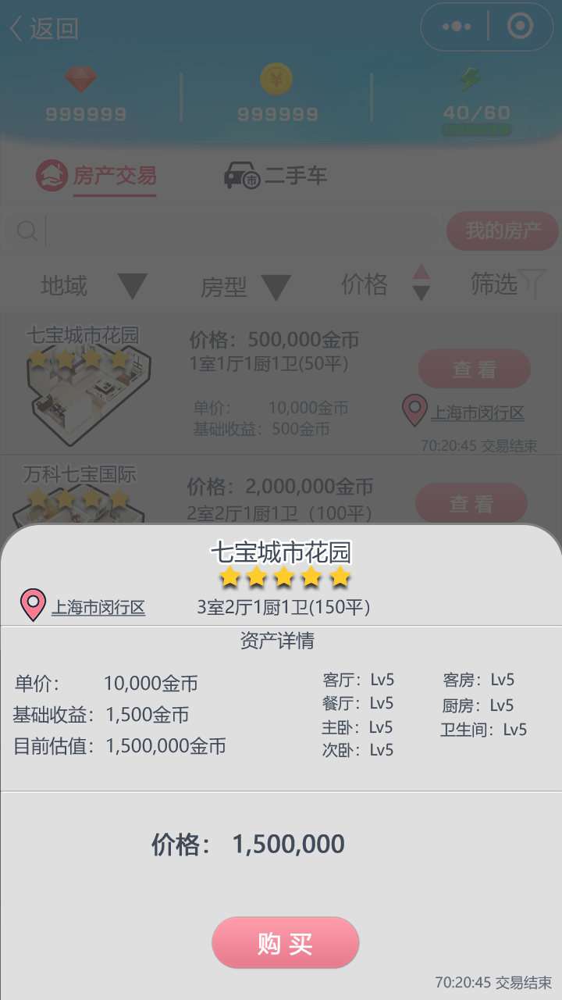 返回
999999
999999
40/60
房产交易
二手车
我的房产
地域
房型
价格
筛选
七宝城市花园
价格：500,000金币
1室1厅1厨1卫(50平)
查看
单价： 10,000金币
基础收益：500金币
上海市闵行区
70:20:45 交易结束
万科七宝国际
价格：2,000,000金币
2室2厅1厨1卫（100平）
查看
七宝城市花园
上海市闵行区
3室2厅1厨1卫(150平)
资产详情
单价： 10,000金币
基础收益：1,500金币
目前估值：1,500,000金币
客厅：Lv5
餐厅：Lv5
主卧：Lv5
次卧：Lv5
客房：Lv5
厨房：Lv5
卫生间：Lv5
价格： 1,500,000
购买
70:20:45 交易结束